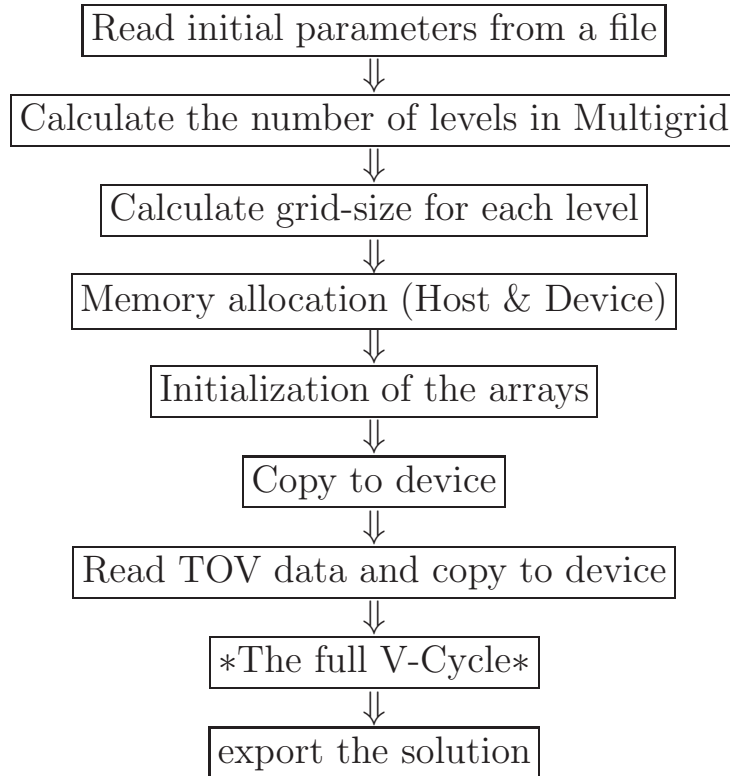 Read initial parameters from a file
⇓
Calculate the number of levels in Multigrid
⇓
Calculate grid-size for each level
⇓
Memory allocation (Host & Device)
⇓
Initialization of the arrays
⇓
Copy to device
⇓
Read TOV data and copy to device
⇓
*The full V-Cycle*
⇓
export the solution